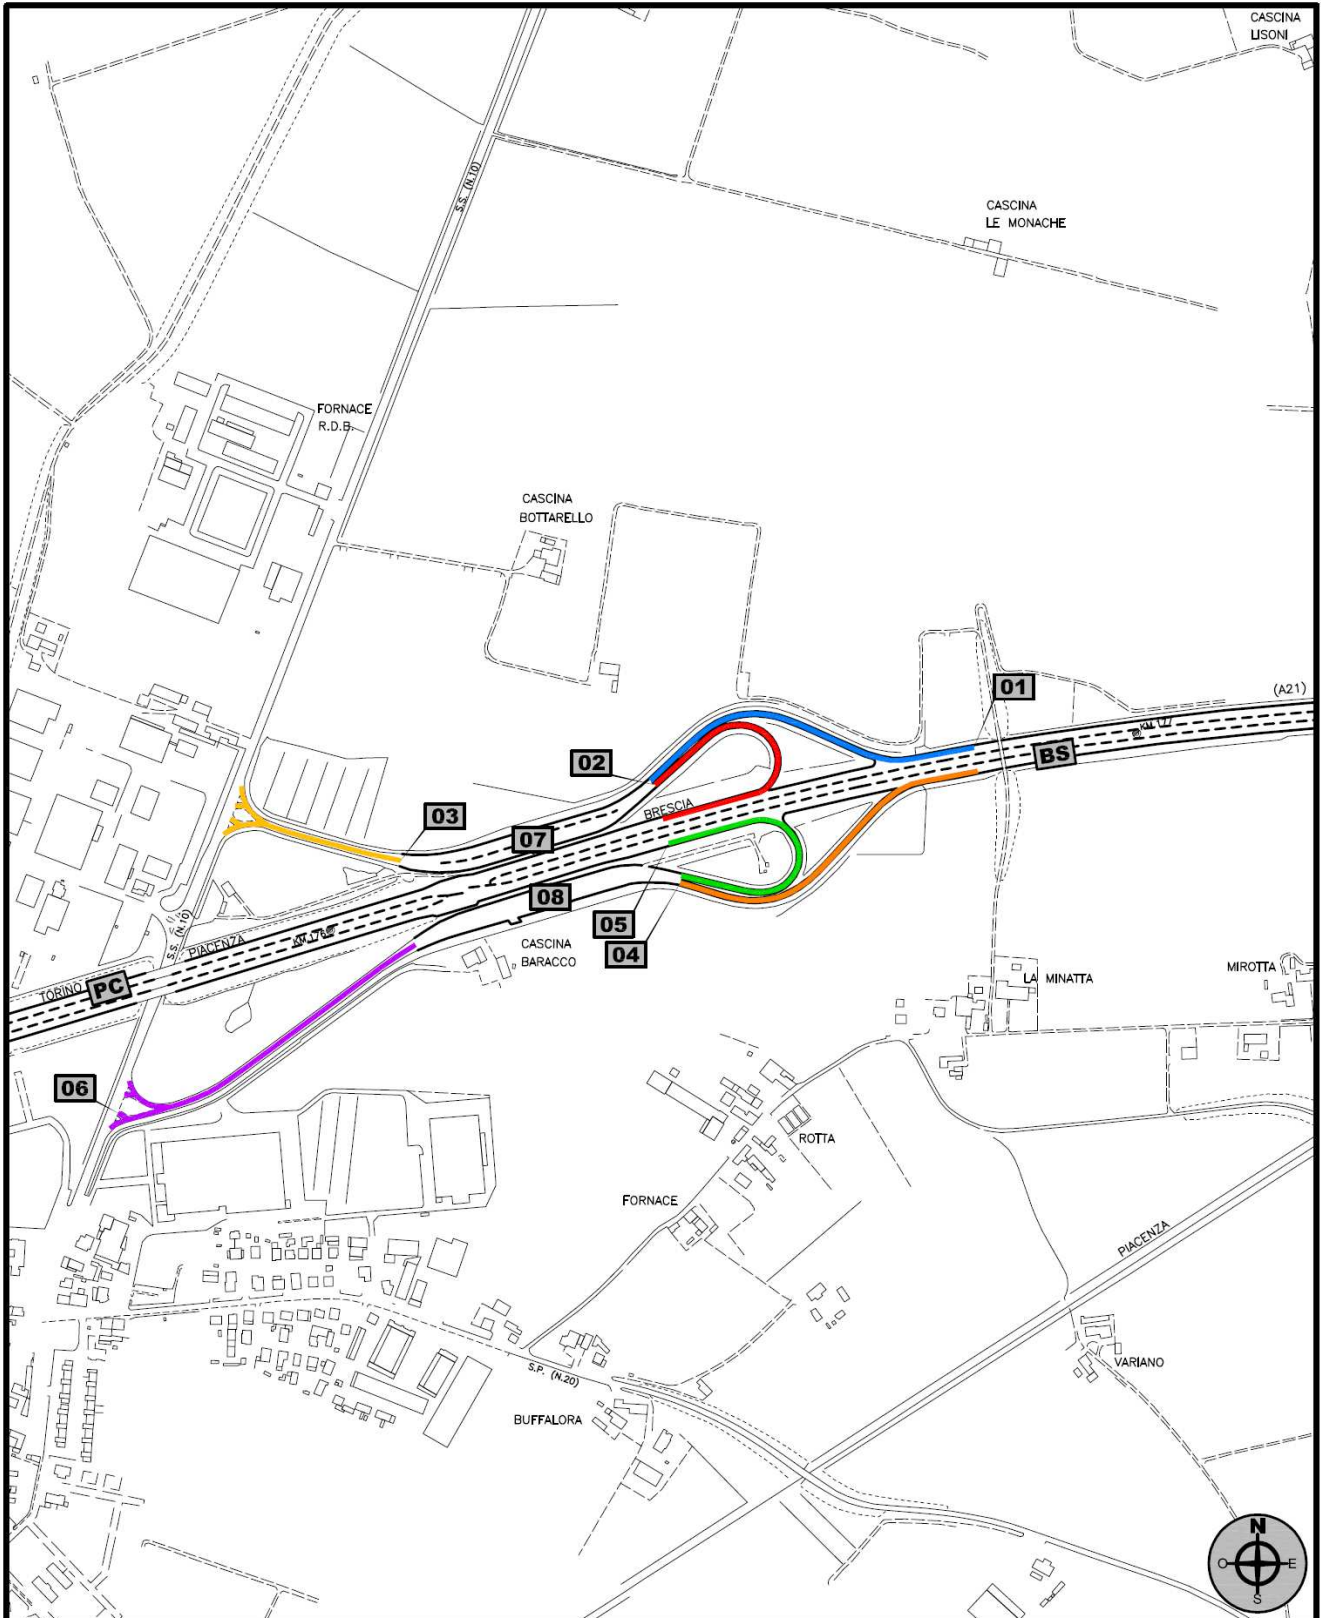 CASCINA
LISONI
S.S. (N.10)
CASCINA
LE MONACHE
FORNACE
R.D.B.
CASCINA
BOTTARELLO
01
(A21)
KM 177
BS
02
BRESCIA
03
07
08
05
04
S.S. (N.10)
PIACENZA
KM 176
CASCINA
BARACCO
TORINO
PC
LA MINATTA
MIROTTA
06
ROTTA
FORNACE
PIACENZA
VARIANO
S.P. (N.20)
BUFFALORA
N
O
E
S